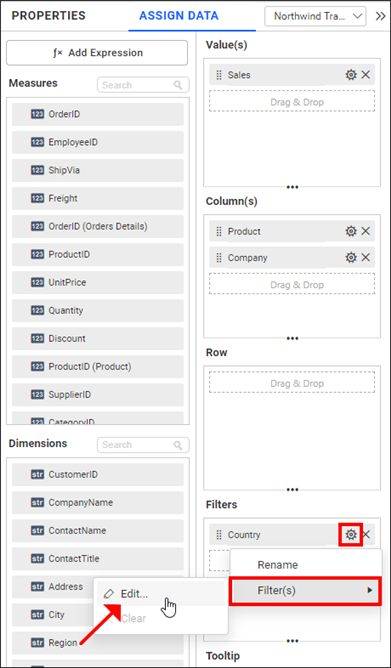 PROPERTIES
ASSIGN DATA
Northwind Tra...
ƒx Add Expression
Measures
Search
123 OrderID
123 EmployeeID
123 ShipVia
123 Freight
123 OrderID (Orders Details)
123 ProductID
123 UnitPrice
123 Quantity
123 Discount
123 ProductID (Product)
123 SupplierID
123 CategoryID
Dimensions
Search
str CustomerID
str CompanyName
str ContactName
str ContactTitle
str Address
str City
str Region
Edit...
Clear
Value(s)
Sales
Drag & Drop
Column(s)
Product
Company
Drag & Drop
Row
Drag & Drop
Filters
Country
Rename
Filter(s)
Tooltip